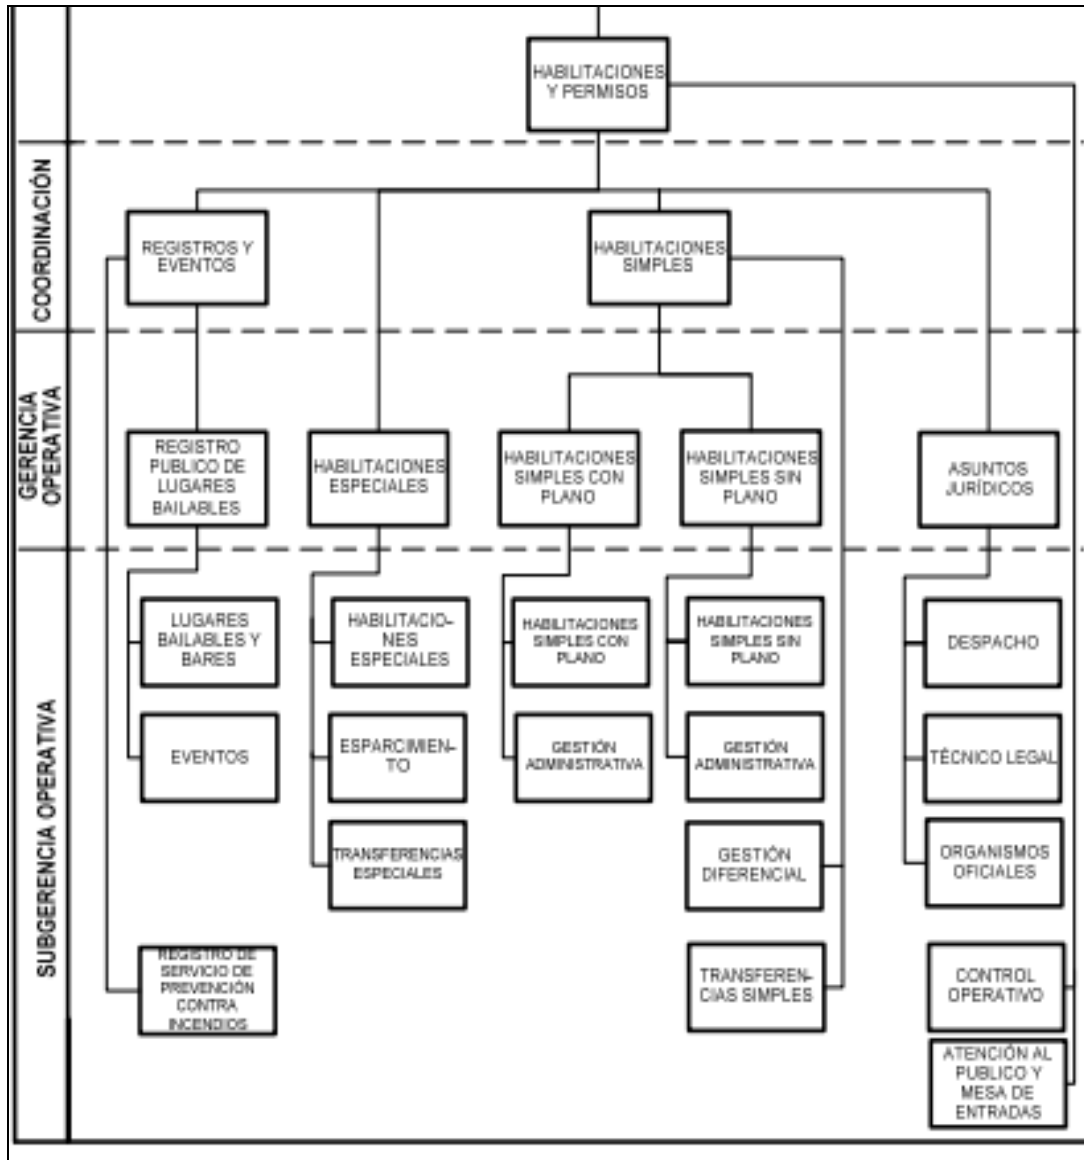 HABILITACIONES
Y PERMISOS
COORDINACIÓN
REGISTROS Y
EVENTOS
HABILITACIONES
SIMPLES
GERENCIA
OPERATIVA
REGISTRO
PUBLICO DE
LUGARES
BAILABLES
HABILITACIONES
ESPECIALES
HABILITACIONES
SIMPLES CON
PLANO
HABILITACIONES
SIMPLES SIN
PLANO
ASUNTOS
JURÍDICOS
SUBGERENCIA OPERATIVA
LUGARES
BAILABLES Y
BARES
HABILITACIO-
NES
ESPECIALES
HABILITACIONES
SIMPLES CON
PLANO
HABILITACIONES
SIMPLES SIN
PLANO
DESPACHO
EVENTOS
ESPARCIMIEN-
TO
GESTIÓN
ADMINISTRATIVA
GESTIÓN
ADMINISTRATIVA
TÉCNICO LEGAL
TRANSFERENCIAS
ESPECIALES
GESTIÓN
DIFERENCIAL
ORGANISMOS
OFICIALES
REGISTRO DE
SERVICIO DE
PREVENCIÓN
CONTRA
INCENDIOS
TRANSFEREN-
CIAS SIMPLES
CONTROL
OPERATIVO
ATENCIÓN AL
PUBLICO Y
MESA DE
ENTRADAS